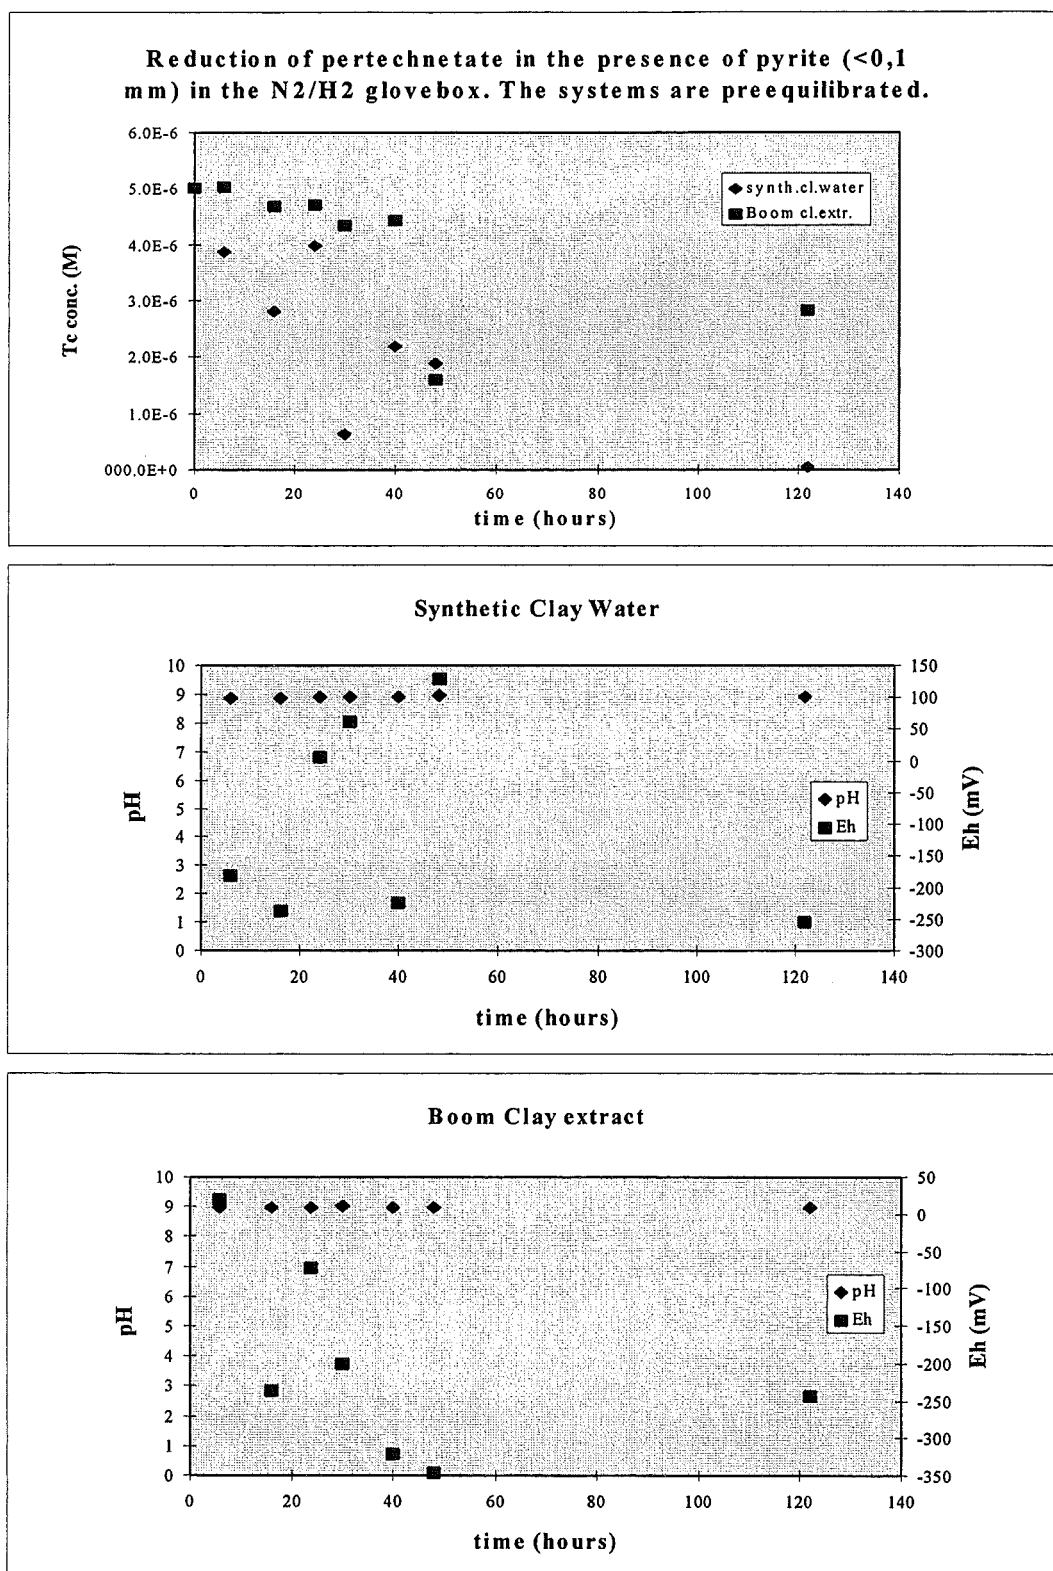 Reduction of pertechnetate in the presence of pyrite (<0,1
mm) in the N2/H2 glovebox. The systems are preequilibrated.
6.0E-6
5.0E-6
4.0E-6
3.0E-6
2.0E-6
1.0E-6
000.0E+0
Tc conc. (M)
synth.cl.water
Boom cl.extr.
0 20 40 60 80 100 120 140
time (hours)
Synthetic Clay Water
10
9
8
7
6
5
4
3
2
1
0
pH
150
100
50
0
-50
-100
-150
-200
-250
-300
Eh (mV)
pH
Eh
0 20 40 60 80 100 120 140
time (hours)
Boom Clay extract
10
9
8
7
6
5
4
3
2
1
0
pH
50
0
-50
-100
-150
-200
-250
-300
-350
Eh (mV)
pH
Eh
0 20 40 60 80 100 120 140
time (hours)